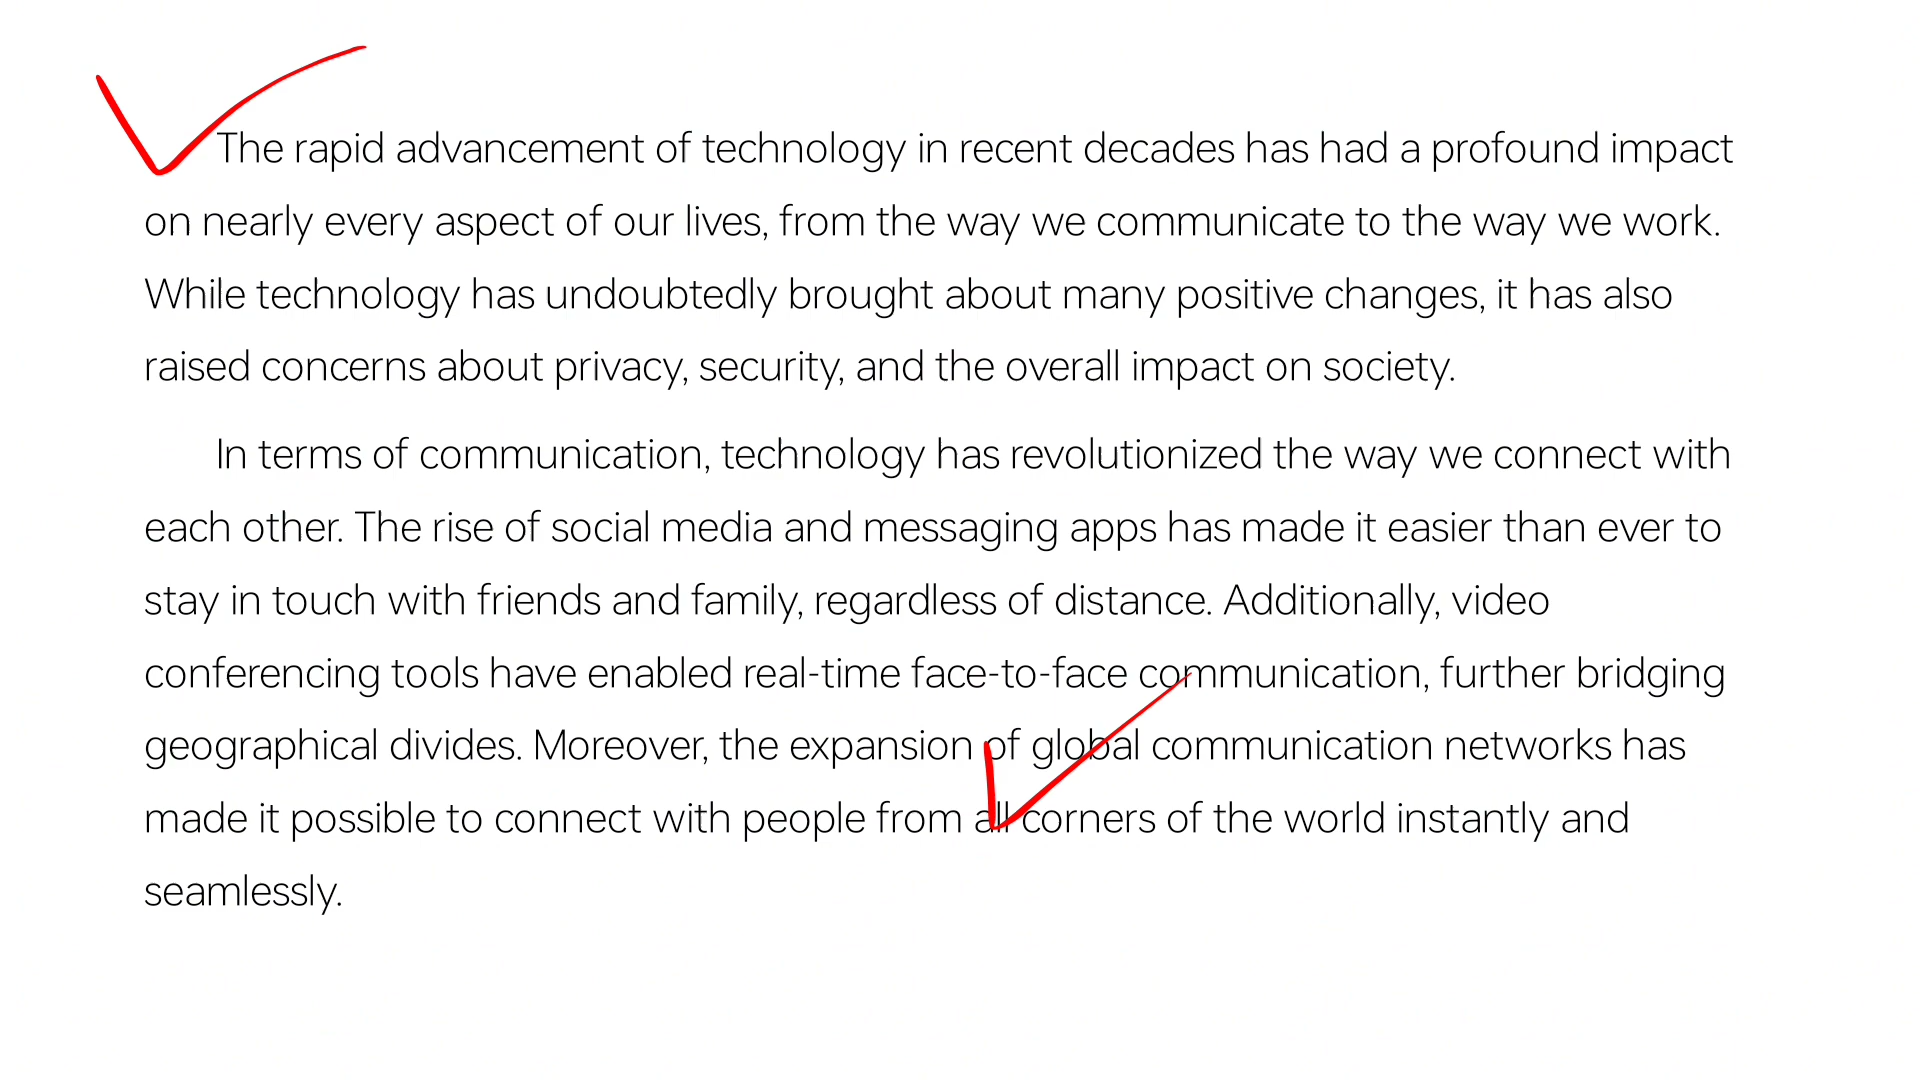 The rapid advancement of technology in recent decades has had a profound impact
on nearly every aspect of our lives, from the way we communicate to the way we work.
While technology has undoubtedly brought about many positive changes, it has also
raised concerns about privacy, security, and the overall impact on society.
In terms of communication, technology has revolutionized the way we connect with
each other. The rise of social media and messaging apps has made it easier than ever to
stay in touch with friends and family, regardless of distance. Additionally, video
conferencing tools have enabled real-time face-to-face communication, further bridging
geographical divides. Moreover, the expansion of global communication networks has
made it possible to connect with people from all corners of the world instantly and
seamlessly.